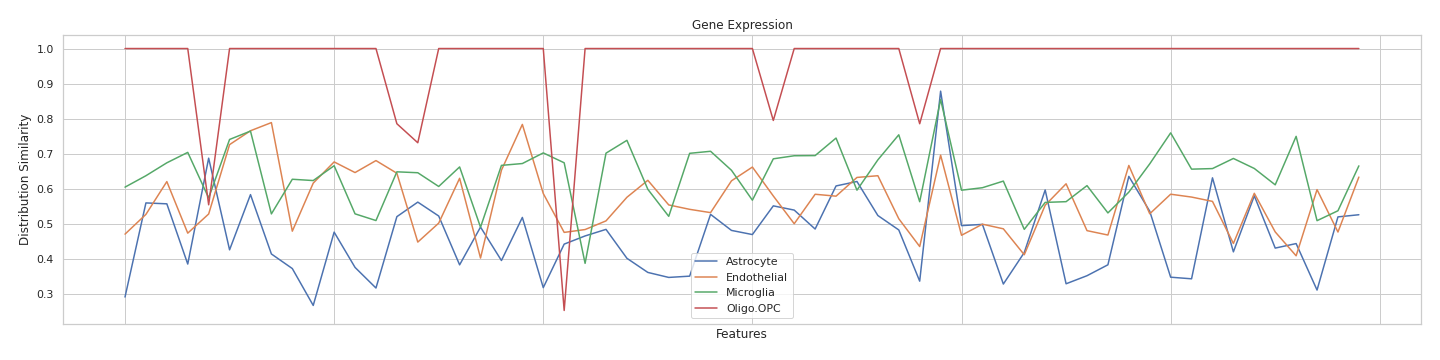 Gene Expression
Distribution Similarity
1.0
0.9
0.8
0.7
0.6
0.5
0.4
0.3
Astrocyte
Endothelial
Microglia
Oligo.OPC
Features